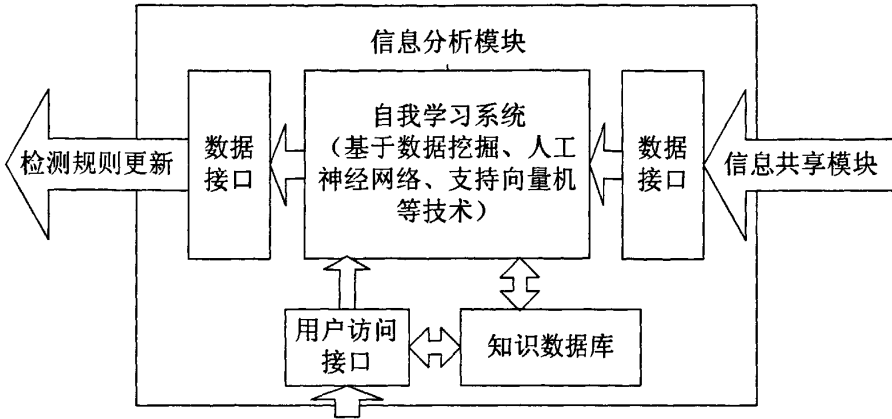 信息分析模块
检测规则更新
数据
接口
自我学习系统
（基于数据挖掘、人工
神经网络、支持向量机
等技术）
数据
接口
信息共享模块
用户访问
接口
知识数据库